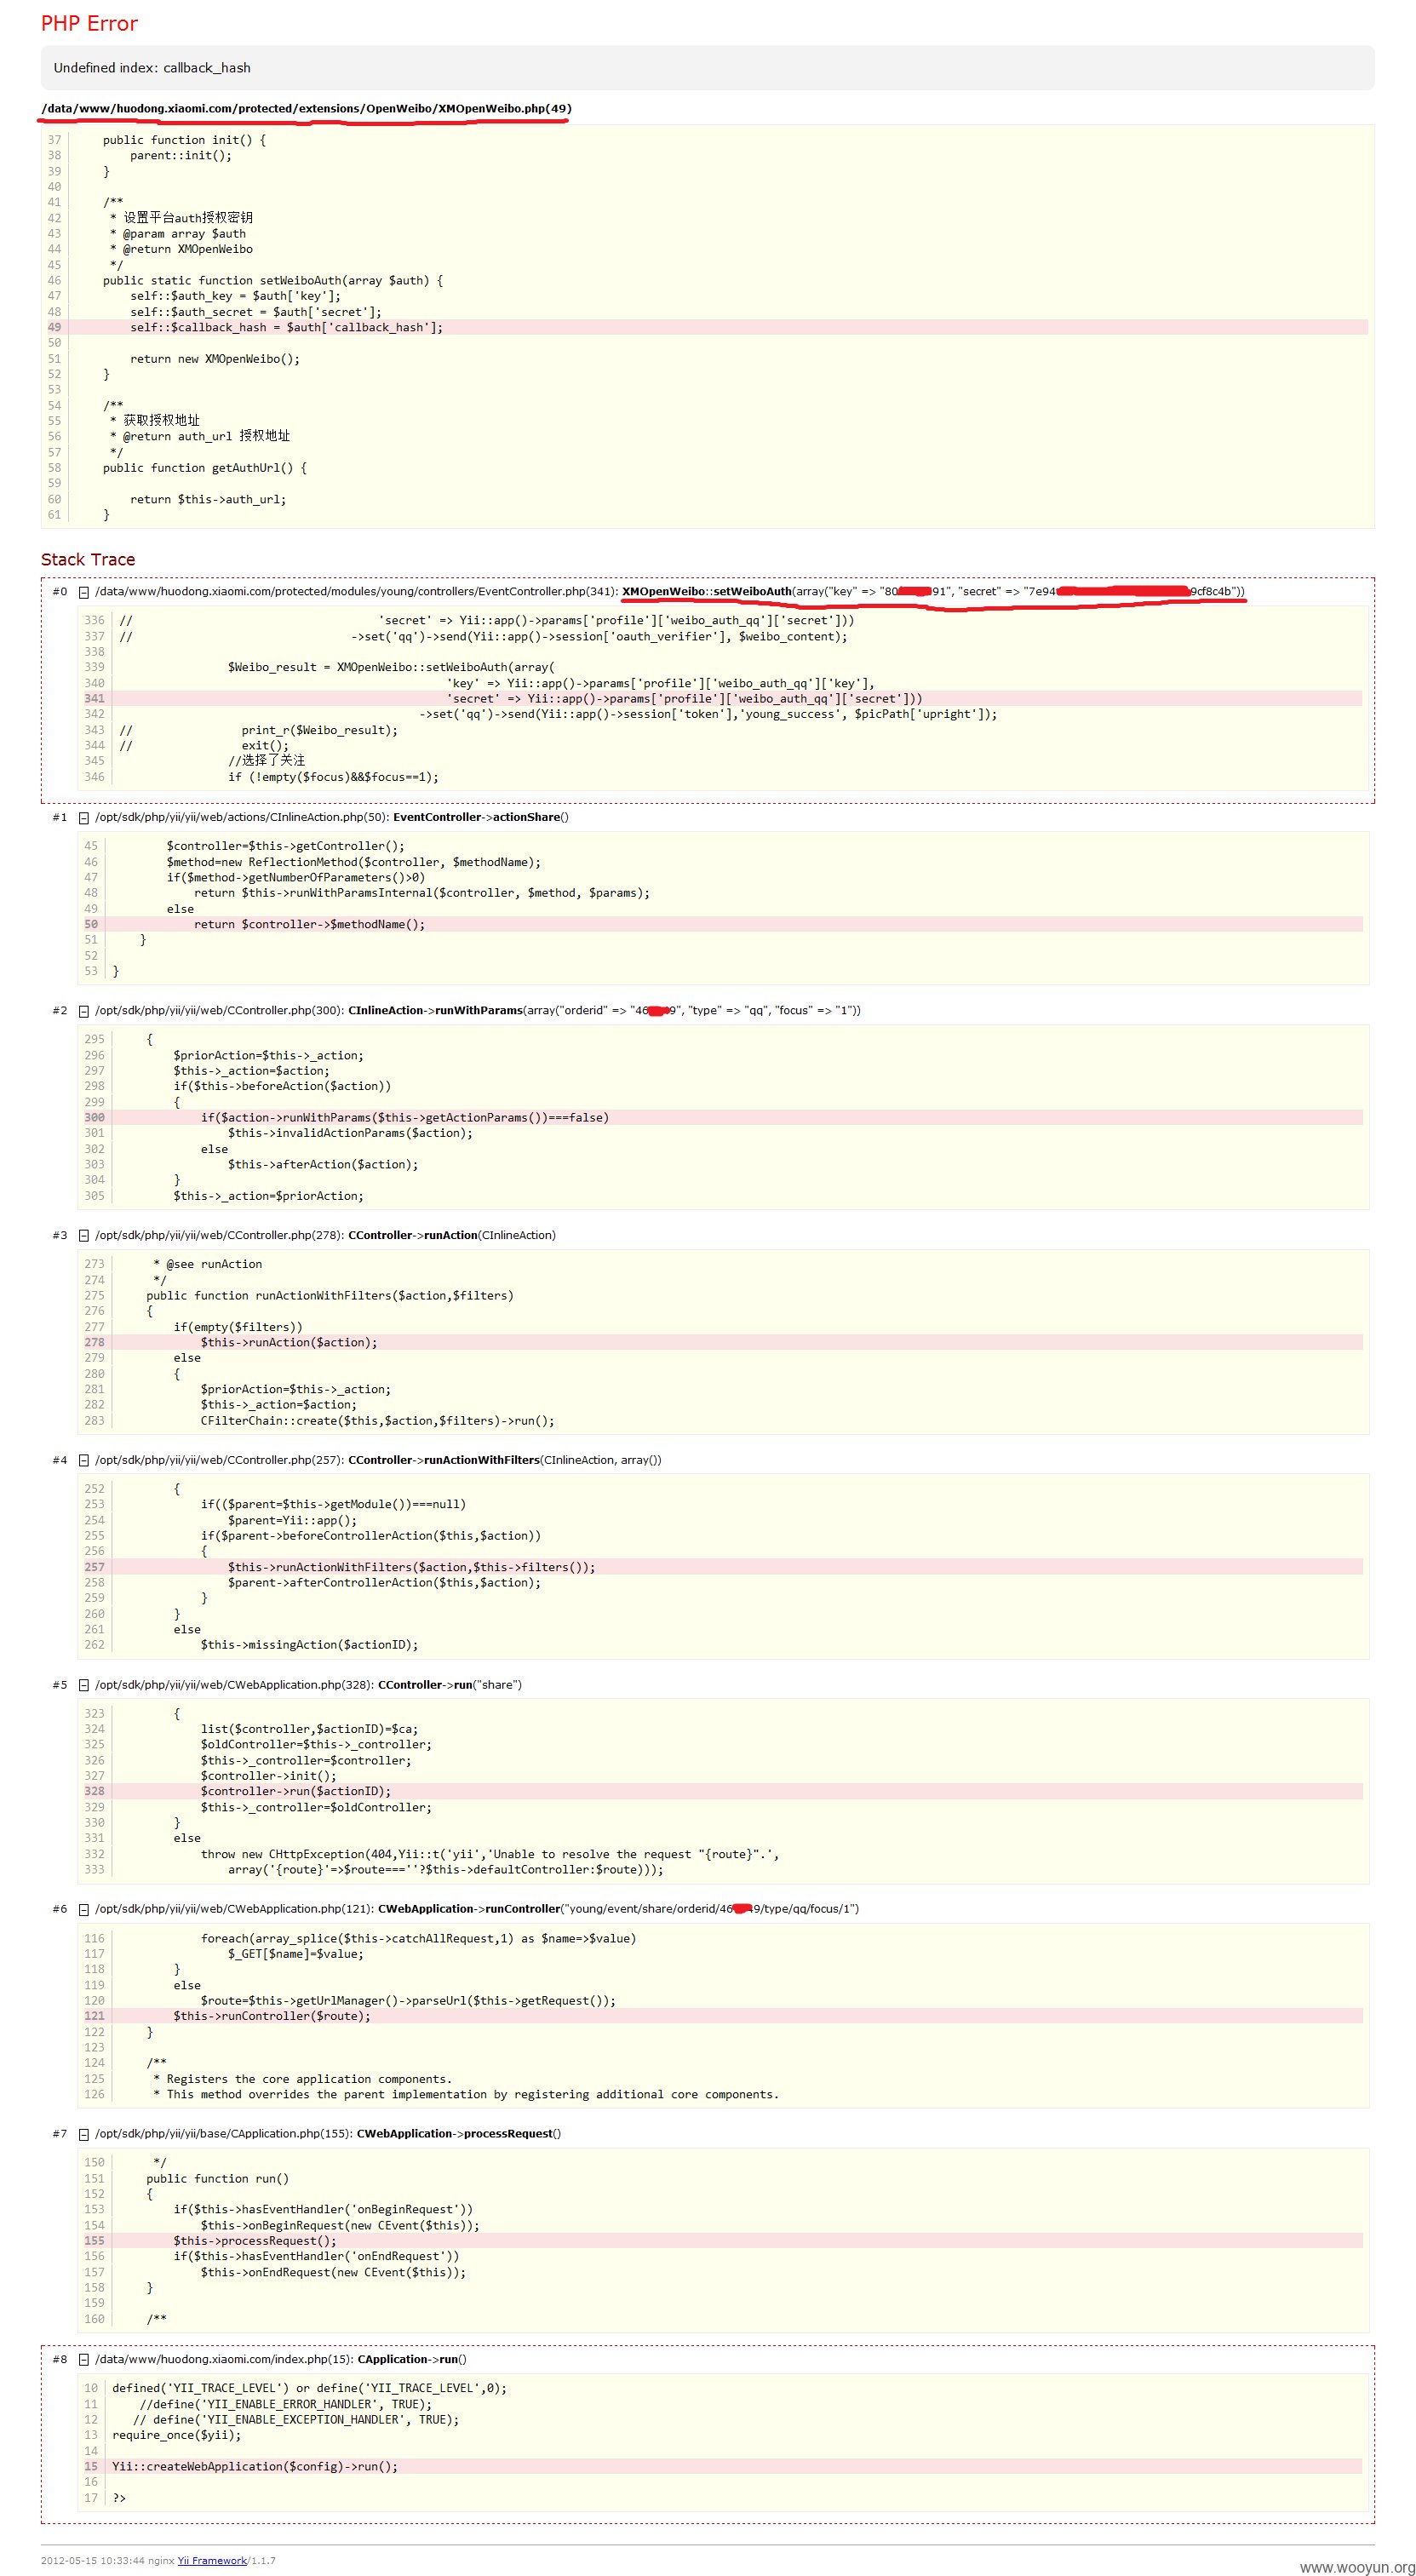 PHP Error
Undefined index: callback_hash
/data/www/huodong.xiaomi.com/protected/extensions/OpenWeibo/XMOpenWeibo.php(49)
37 public function init() {
38 parent::init();
39 }
40
41 /**
42 * 设置平台auth授权密钥
43 * @param array $auth
44 * @return XMOpenWeibo
45 */
46 public static function setWeiboAuth(array $auth) {
47 self::$auth_key = $auth['key'];
48 self::$auth_secret = $auth['secret'];
49 self::$callback_hash = $auth['callback_hash'];
50
51 return new XMOpenWeibo();
52 }
53
54 /**
55 * 获取授权地址
56 * @return auth_url 授权地址
57 */
58 public function getAuthUrl() {
59
60 return $this->auth_url;
61 }
Stack Trace
#0 /data/www/huodong.xiaomi.com/protected/modules/young/controllers/EventController.php(341): XMOpenWeibo::setWeiboAuth(array("key" => "80 91", "secret" => "7e94 9cf8c4b"))
336 // 'secret' => Yii::app()->params['profile']['weibo_auth_qq']['secret']))
337 // ->set('qq')->send(Yii::app()->session['oauth_verifier'], $weibo_content);
338
339 $Weibo_result = XMOpenWeibo::setWeiboAuth(array(
340 'key' => Yii::app()->params['profile']['weibo_auth_qq']['key'],
341 'secret' => Yii::app()->params['profile']['weibo_auth_qq']['secret']))
342 ->set('qq')->send(Yii::app()->session['token'],'young_success', $picPath['upright']);
343 // print_r($Weibo_result);
344 // exit();
345 //选择了关注
346 if (!empty($focus)&&$focus==1);
#1 /opt/sdk/php/yii/yii/web/actions/CInlineAction.php(50): EventController->actionShare()
45 $controller=$this->getController();
46 $method=new ReflectionMethod($controller, $methodName);
47 if($method->getNumberOfParameters()>0)
48 return $this->runWithParamsInternal($controller, $method, $params);
49 else
50 return $controller->$methodName();
51 }
52
53 }
#2 /opt/sdk/php/yii/yii/web/CController.php(300): CInlineAction->runWithParams(array("orderid" => "46 9", "type" => "qq", "focus" => "1"))
295 {
296 $priorAction=$this->_action;
297 $this->_action=$action;
298 if($this->beforeAction($action))
299 {
300 if($action->runWithParams($this->getActionParams())===false)
301 $this->invalidActionParams($action);
302 else
303 $this->afterAction($action);
304 }
305 $this->_action=$priorAction;
#3 /opt/sdk/php/yii/yii/web/CController.php(278): CController->runAction(CInlineAction)
273 * @see runAction
274 */
275 public function runActionWithFilters($action,$filters)
276 {
277 if(empty($filters))
278 $this->runAction($action);
279 else
280 {
281 $priorAction=$this->_action;
282 $this->_action=$action;
283 CFilterChain::create($this,$action,$filters)->run();
#4 /opt/sdk/php/yii/yii/web/CController.php(257): CController->runActionWithFilters(CInlineAction, array())
252 {
253 if(($parent=$this->getModule())===null)
254 $parent=Yii::app();
255 if($parent->beforeControllerAction($this,$action))
256 {
257 $this->runActionWithFilters($action,$this->filters());
258 $parent->afterControllerAction($this,$action);
259 }
260 }
261 else
262 $this->missingAction($actionID);
#5 /opt/sdk/php/yii/yii/web/CWebApplication.php(328): CController->run("share")
323 {
324 list($controller,$actionID)=$ca;
325 $oldController=$this->_controller;
326 $this->_controller=$controller;
327 $controller->init();
328 $controller->run($actionID);
329 $this->_controller=$oldController;
330 }
331 else
332 throw new CHttpException(404,Yii::t('yii','Unable to resolve the request "{route}".',
333 array('{route}'=>$route===''?$this->defaultController:$route)));
#6 /opt/sdk/php/yii/yii/web/CWebApplication.php(121): CWebApplication->runController("young/event/share/orderid/46 49/type/qq/focus/1")
116 foreach(array_splice($this->catchAllRequest,1) as $name=>$value)
117 $_GET[$name]=$value;
118 }
119 else
120 $route=$this->getUrlManager()->parseUrl($this->getRequest());
121 $this->runController($route);
122 }
123
124 /**
125 * Registers the core application components.
126 * This method overrides the parent implementation by registering additional core components.
#7 /opt/sdk/php/yii/yii/base/CApplication.php(155): CWebApplication->processRequest()
150 */
151 public function run()
152 {
153 if($this->hasEventHandler('onBeginRequest'))
154 $this->onBeginRequest(new CEvent($this));
155 $this->processRequest();
156 if($this->hasEventHandler('onEndRequest'))
157 $this->onEndRequest(new CEvent($this));
158 }
159
160 /**
#8 /data/www/huodong.xiaomi.com/index.php(15): CApplication->run()
10 defined('YII_TRACE_LEVEL') or define('YII_TRACE_LEVEL',0);
11 //define('YII_ENABLE_ERROR_HANDLER', TRUE);
12 // define('YII_ENABLE_EXCEPTION_HANDLER', TRUE);
13 require_once($yii);
14
15 Yii::createWebApplication($config)->run();
16
17 ?>
2012-05-15 10:33:44 nginx Yii Framework/1.1.7
www.wooyun.org